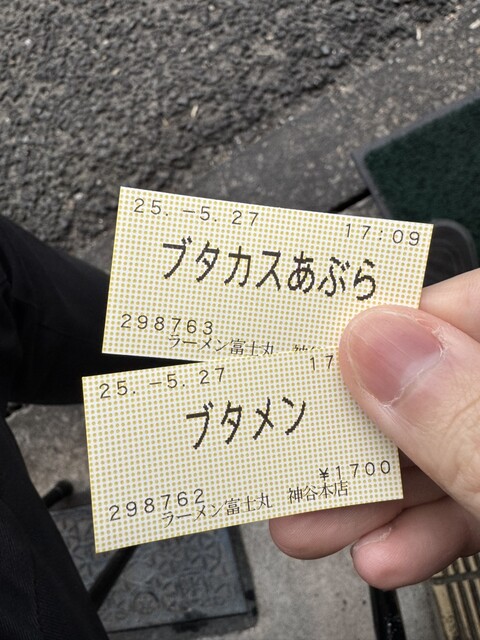 25.-5.27
17:09
ブタカスあぶら
298763
ラーメン富士丸
25.-5.27
17
ブタメン
¥1700
298762
ラーメン富士丸 神谷本店